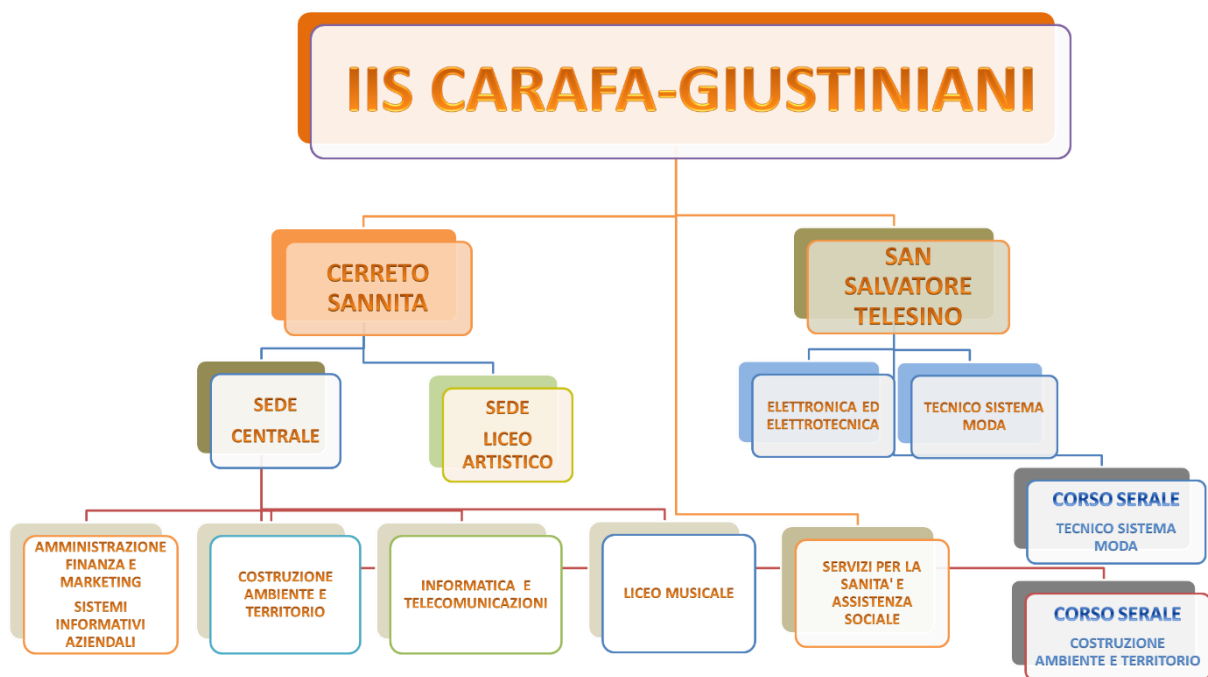 IIS CARAFA-GIUSTINIANI
CERRETO
SANNITA
SAN
SALVATORE
TELESINO
SEDE
CENTRALE
SEDE
LICEO
ARTISTICO
ELETTRONICA ED
ELETTROTECNICA
TECNICO SISTEMA
MODA
CORSO SERALE
TECNICO SISTEMA
MODA
AMMINISTRAZIONE
FINANZA E
MARKETING
SISTEMI
INFORMATIVI
AZIENDALI
COSTRUZIONE
AMBIENTE E
TERRITORIO
INFORMATICA E
TELECOMUNICAZIONI
LICEO MUSICALE
SERVIZI PER LA
SANITA' E
ASSISTENZA
SOCIALE
CORSO SERALE
COSTRUZIONE
AMBIENTE E TERRITORIO